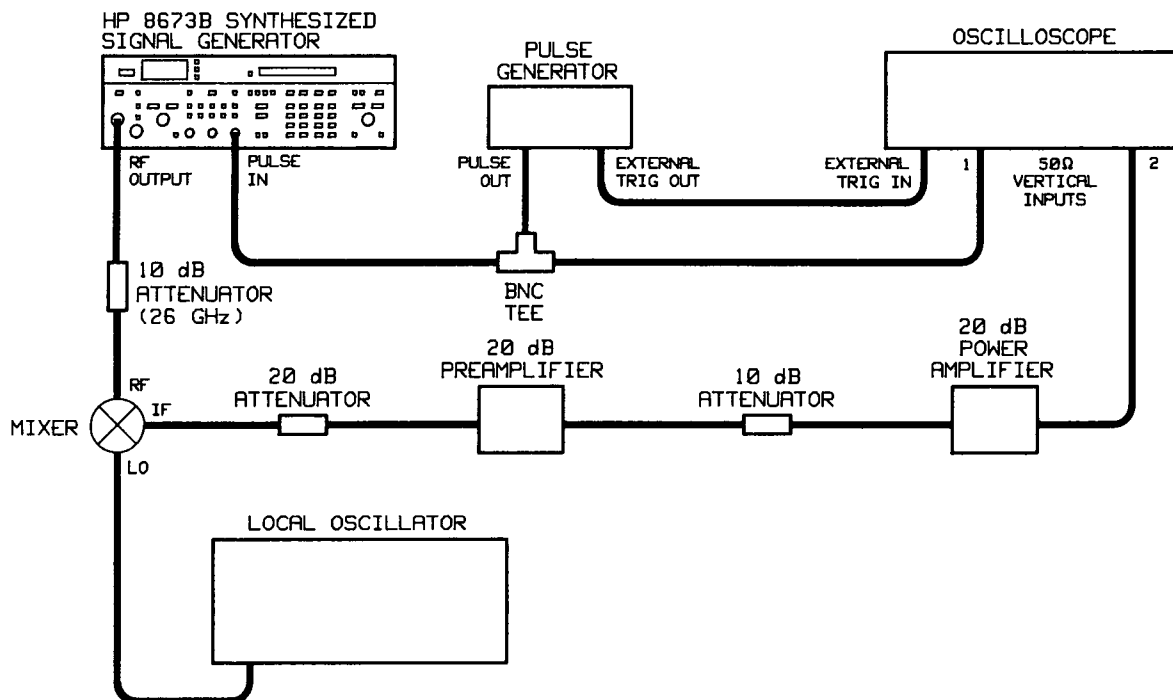 HP 8673B SYNTHESIZED
SIGNAL GENERATOR
PULSE
GENERATOR
OSCILLOSCOPE
RF
OUTPUT
PULSE
IN
PULSE
OUT
EXTERNAL
TRIG OUT
EXTERNAL
TRIG IN
1
50Ω
VERTICAL
INPUTS
2
10 dB
ATTENUATOR
(26 GHz)
BNC
TEE
20 dB
ATTENUATOR
20 dB
PREAMPLIFIER
10 dB
ATTENUATOR
20 dB
POWER
AMPLIFIER
RF
IF
MIXER
LO
LOCAL OSCILLATOR